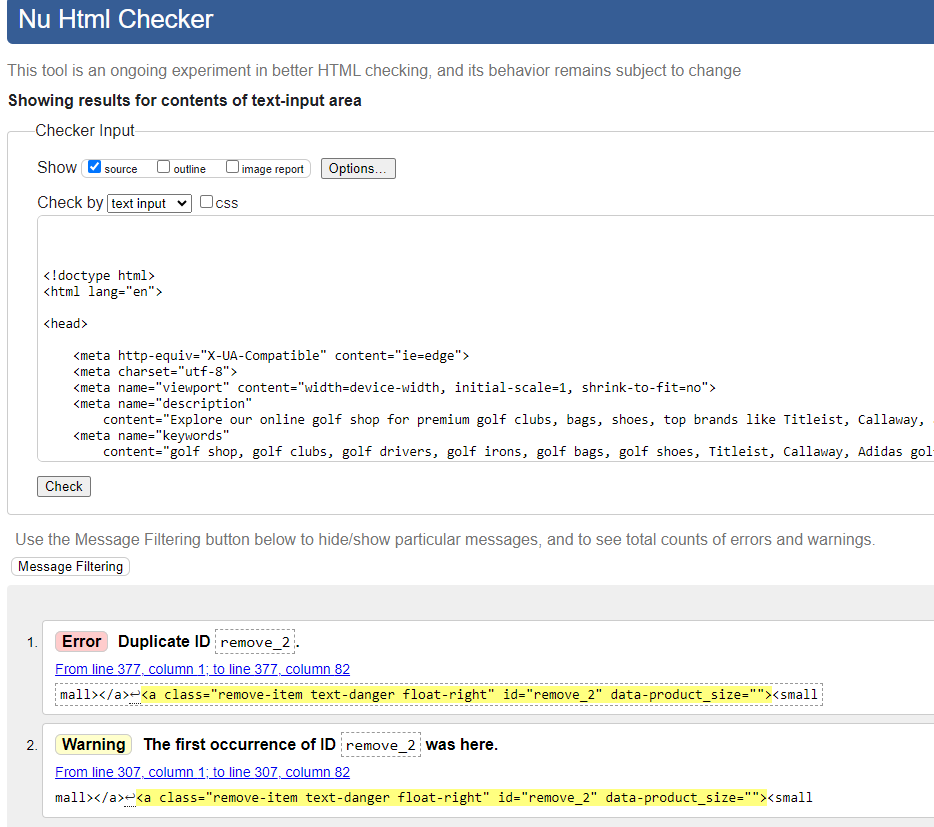 Nu Html Checker
This tool is an ongoing experiment in better HTML checking, and its behavior remains subject to change
Showing results for contents of text-input area
Checker Input
Show source outline image report Options...
Check by text input css
<!doctype html>
<html lang="en">
<head>
<meta http-equiv="X-UA-Compatible" content="ie=edge">
<meta charset="utf-8">
<meta name="viewport" content="width=device-width, initial-scale=1, shrink-to-fit=no">
<meta name="description"
content="Explore our online golf shop for premium golf clubs, bags, shoes, top brands like Titleist, Callaway,
<meta name="keywords"
content="golf shop, golf clubs, golf drivers, golf irons, golf bags, golf shoes, Titleist, Callaway, Adidas gol
Check
Use the Message Filtering button below to hide/show particular messages, and to see total counts of errors and warnings.
Message Filtering
1. Error Duplicate ID remove_2.
From line 377, column 1; to line 377, column 82
mall></a>↩<a class="remove-item text-danger float-right" id="remove_2" data-product_size=""><small
2. Warning The first occurrence of ID remove_2 was here.
From line 307, column 1; to line 307, column 82
mall></a>↩<a class="remove-item text-danger float-right" id="remove_2" data-product_size=""><small